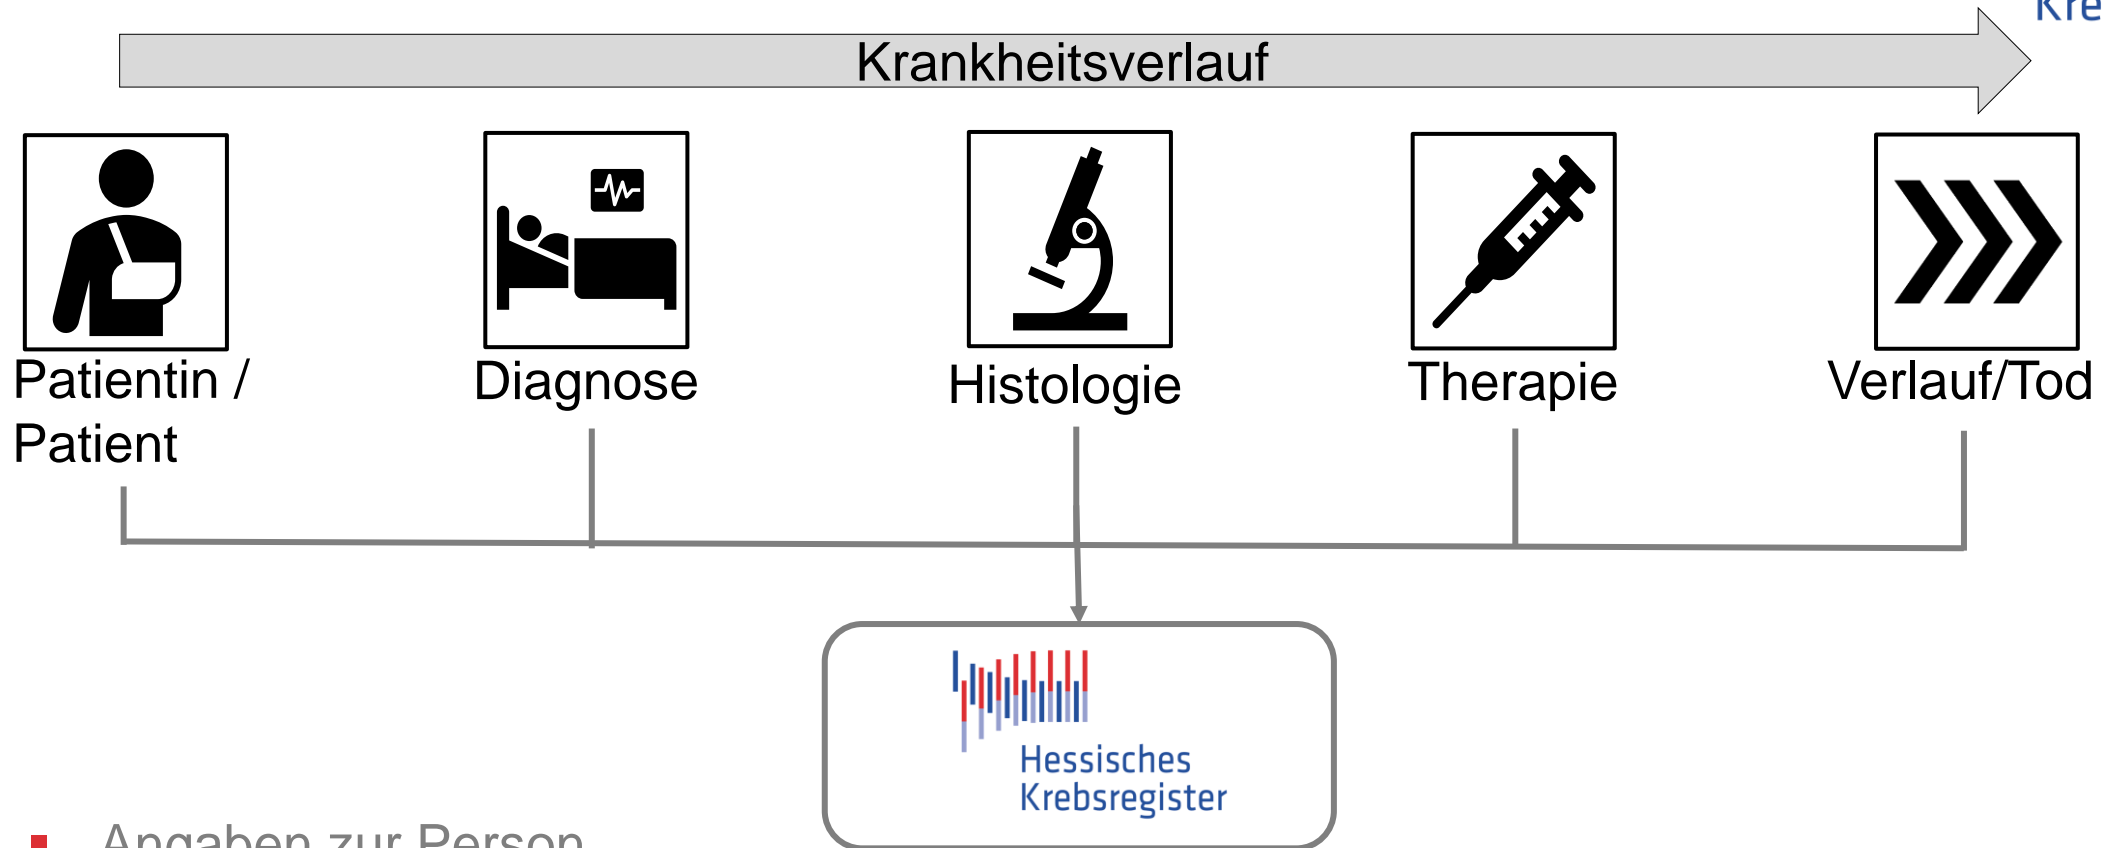 Krankheitsverlauf
Patientin /
Patient
Diagnose
Histologie
Therapie
Verlauf/Tod
Hessisches
Krebsregister
Angaben zur Person